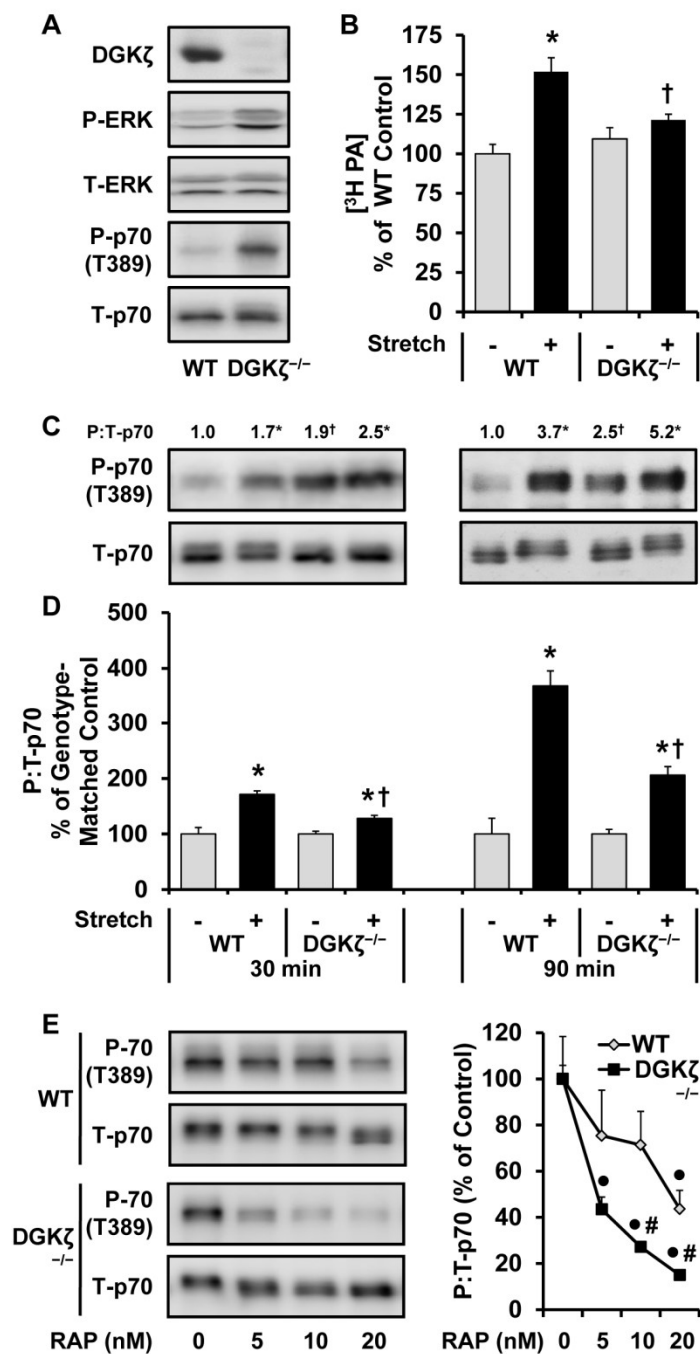 A
DGKζ
P-ERK
T-ERK
P-p70
(T389)
T-p70
WT DGKζ⁻/⁻
B
[³H PA]
% of WT Control
175
150
125
100
75
50
25
0
*
†
Stretch - + - +
WT DGKζ⁻/⁻
C
P:T-p70 1.0 1.7* 1.9† 2.5* 1.0 3.7* 2.5† 5.2*
P-p70
(T389)
T-p70
D
P:T-p70
% of Genotype-
Matched Control
500
400
300
200
100
0
* *† * *†
Stretch - + - + - + - +
WT DGKζ⁻/⁻ WT DGKζ⁻/⁻
30 min 90 min
E
WT
P-70
(T389)
T-p70
DGKζ
⁻/⁻
P-70
(T389)
T-p70
RAP (nM) 0 5 10 20
P:T-p70 (% of Control)
120
100
80
60
40
20
0
WT
DGKζ
⁻/⁻
●
●
● #
● #
RAP (nM) 0 5 10 20